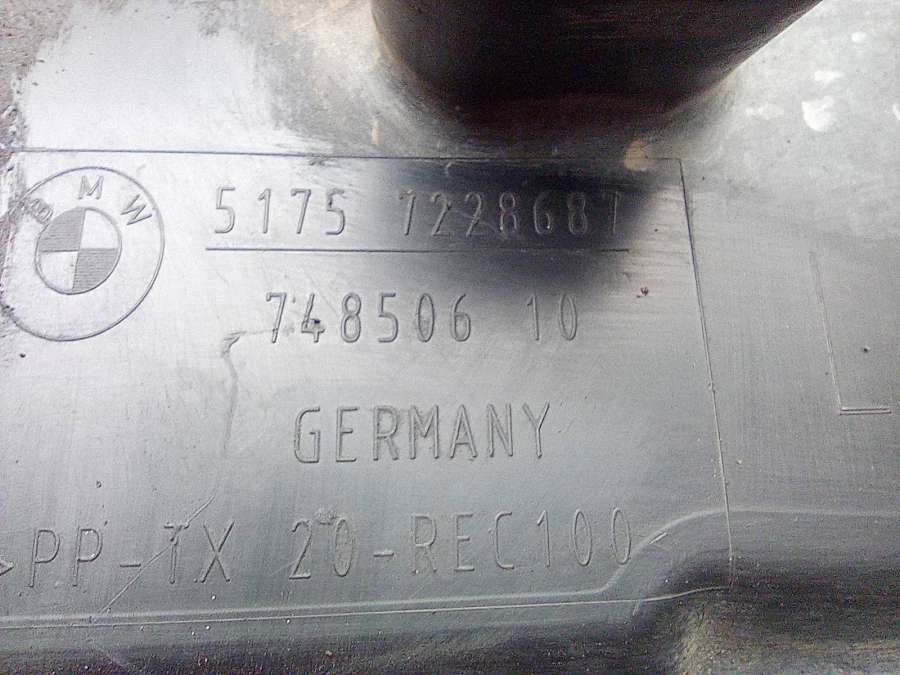 BMW
5175 7228687
748506 10
GERMANY
>PP-TX 20-REC100<
L